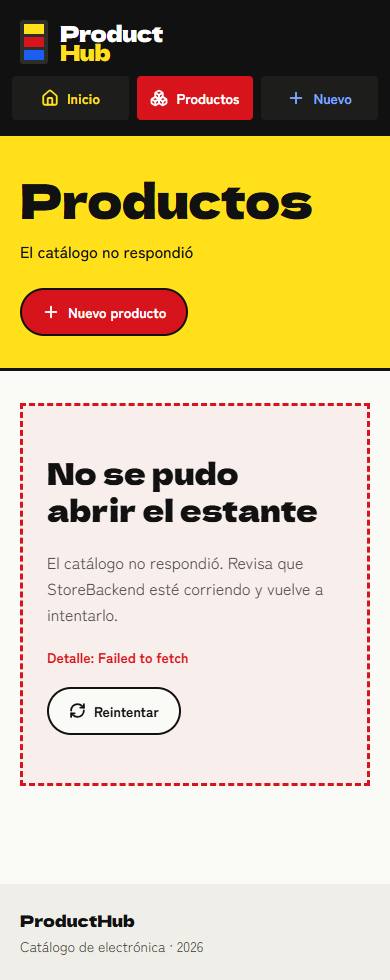 Product
Hub
Inicio
Productos
Nuevo
Productos
El catálogo no respondió
Nuevo producto
No se pudo
abrir el estante
El catálogo no respondió. Revisa que
StoreBackend esté corriendo y vuelve a
intentarlo.
Detalle: Failed to fetch
Reintentar
ProductHub
Catálogo de electrónica · 2026